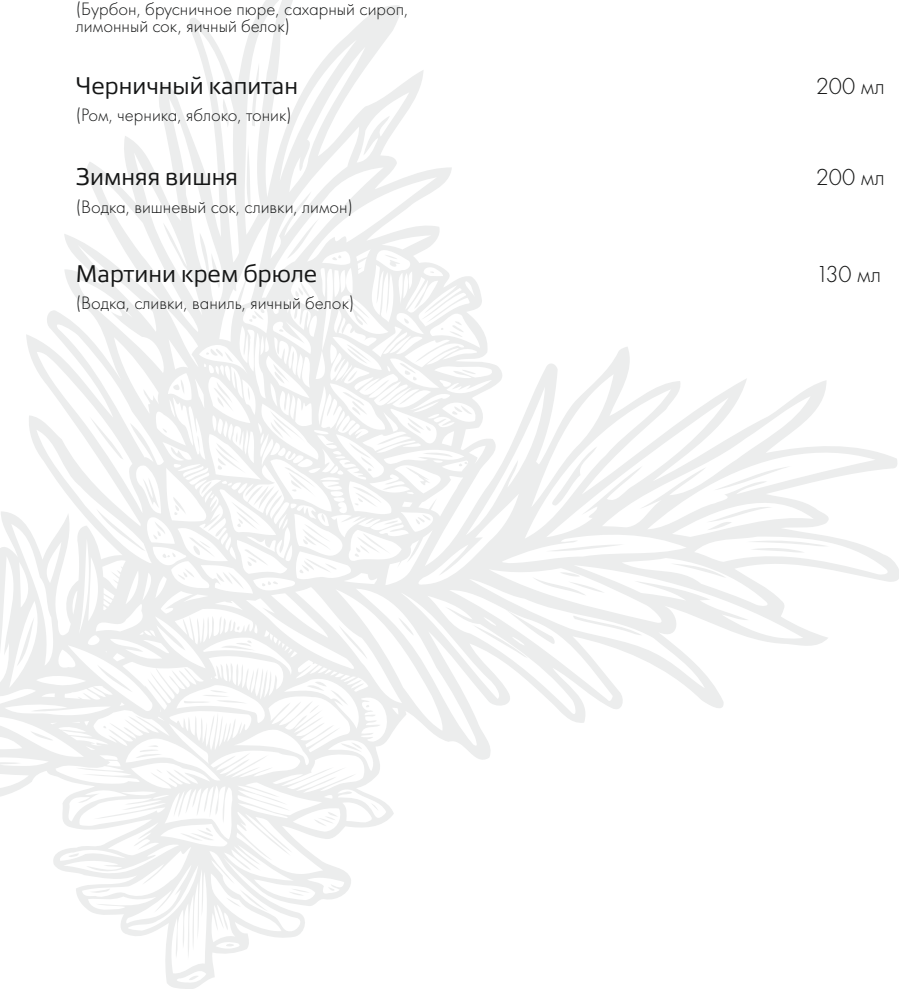 (Бурбон, брусничное пюре, сахарный сироп,
лимонный сок, яичный белок)
Черничный капитан 200 мл
(Ром, черника, яблоко, тоник)
Зимняя вишня 200 мл
(Водка, вишневый сок, сливки, лимон)
Мартини крем брюле 130 мл
(Водка, сливки, ваниль, яичный белок)